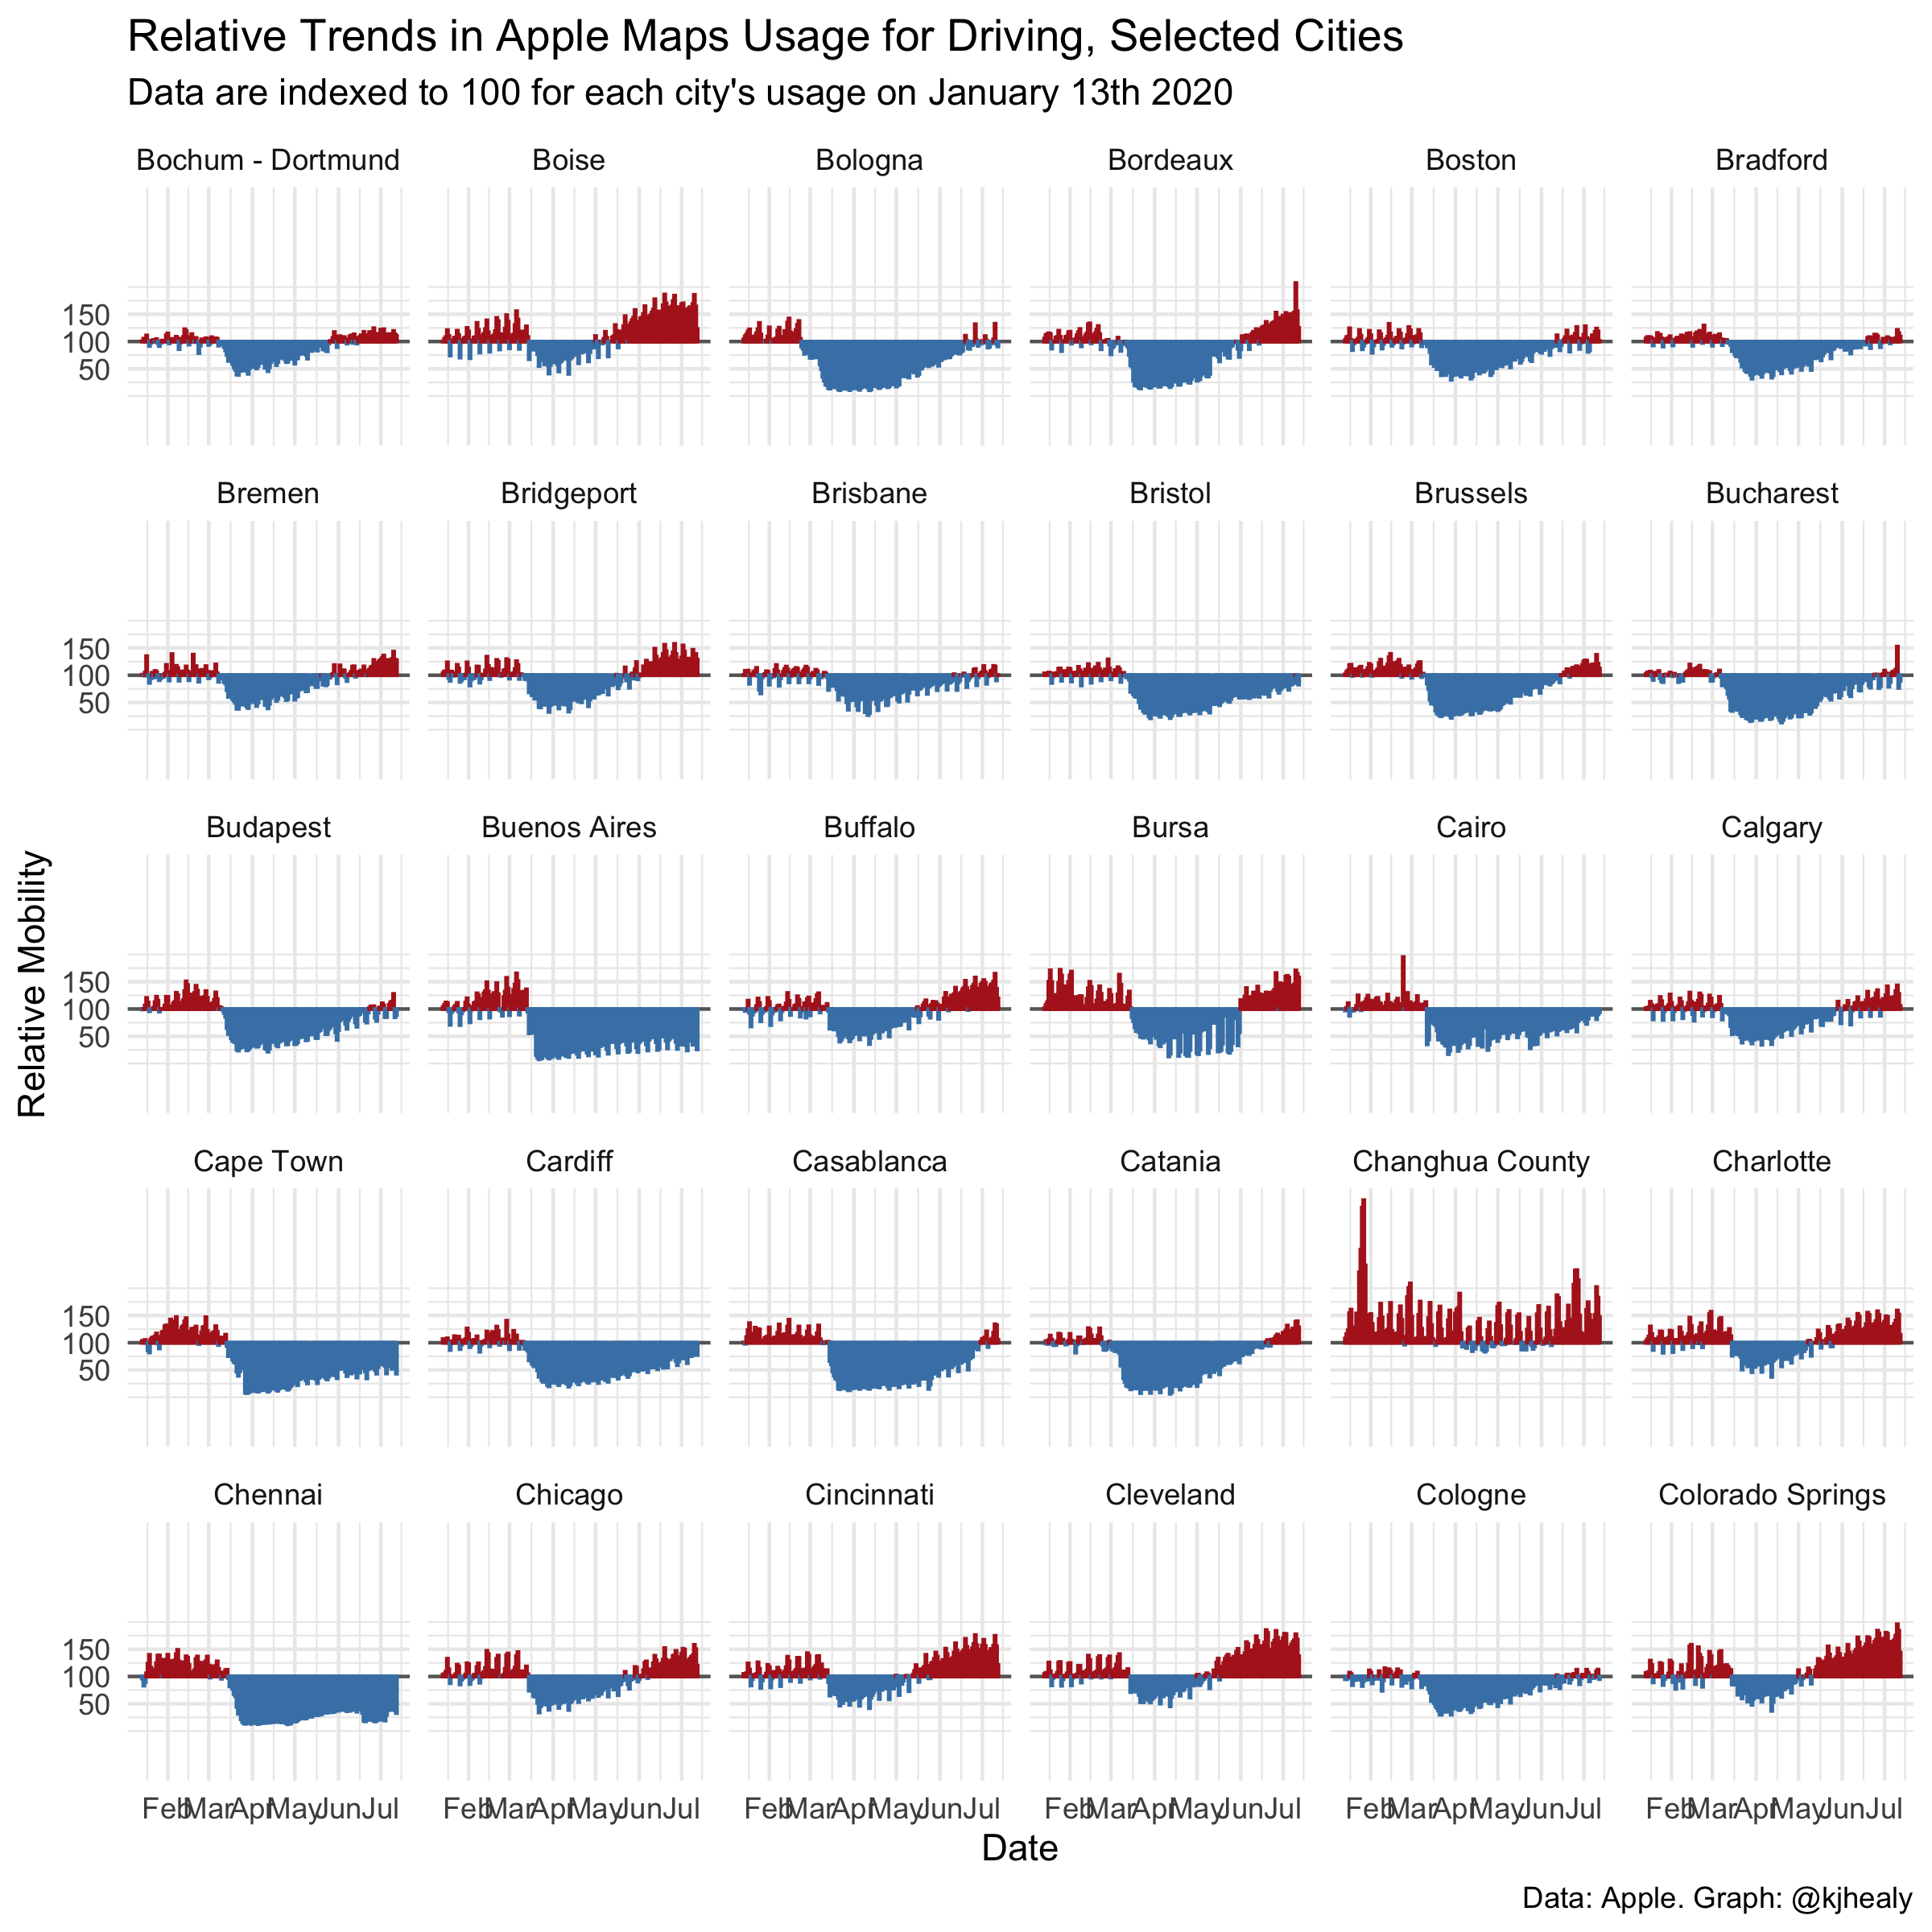 Relative Trends in Apple Maps Usage for Driving, Selected Cities
Data are indexed to 100 for each city's usage on January 13th 2020
Bochum - Dortmund Boise Bologna Bordeaux Boston Bradford
150
100
50
Bremen Bridgeport Brisbane Bristol Brussels Bucharest
150
100
50
Budapest Buenos Aires Buffalo Bursa Cairo Calgary
150
100
50
Relative Mobility
Cape Town Cardiff Casablanca Catania Changhua County Charlotte
150
100
50
Chennai Chicago Cincinnati Cleveland Cologne Colorado Springs
150
100
50
Feb Mar Apr May Jun Jul Feb Mar Apr May Jun Jul Feb Mar Apr May Jun Jul Feb Mar Apr May Jun Jul Feb Mar Apr May Jun Jul Feb Mar Apr May Jun Jul
Date
Data: Apple. Graph: @kjhealy